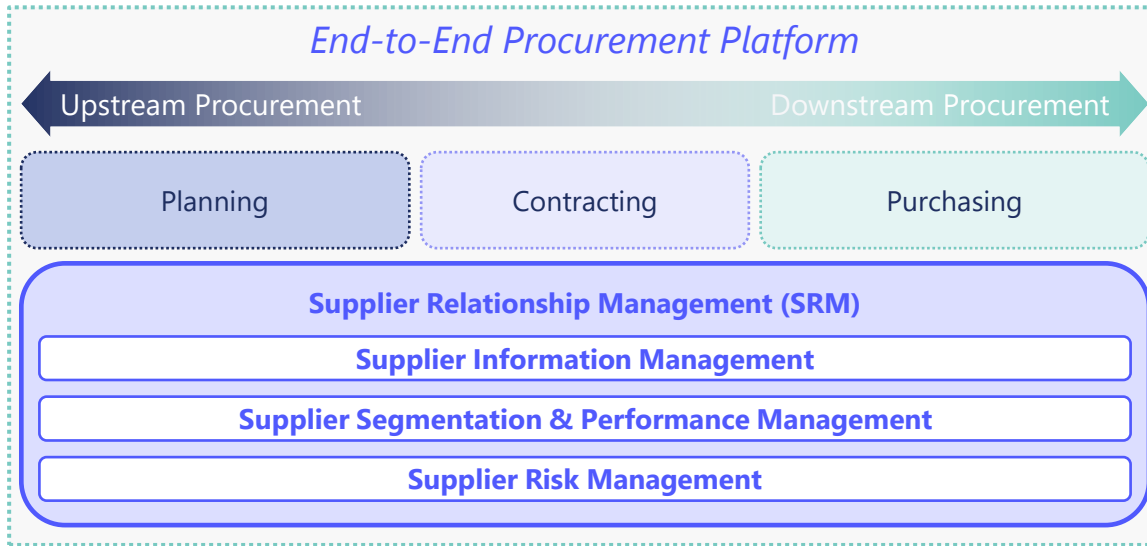 End-to-End Procurement Platform
Upstream Procurement
Downstream Procurement
Planning
Contracting
Purchasing
Supplier Relationship Management (SRM)
Supplier Information Management
Supplier Segmentation & Performance Management
Supplier Risk Management